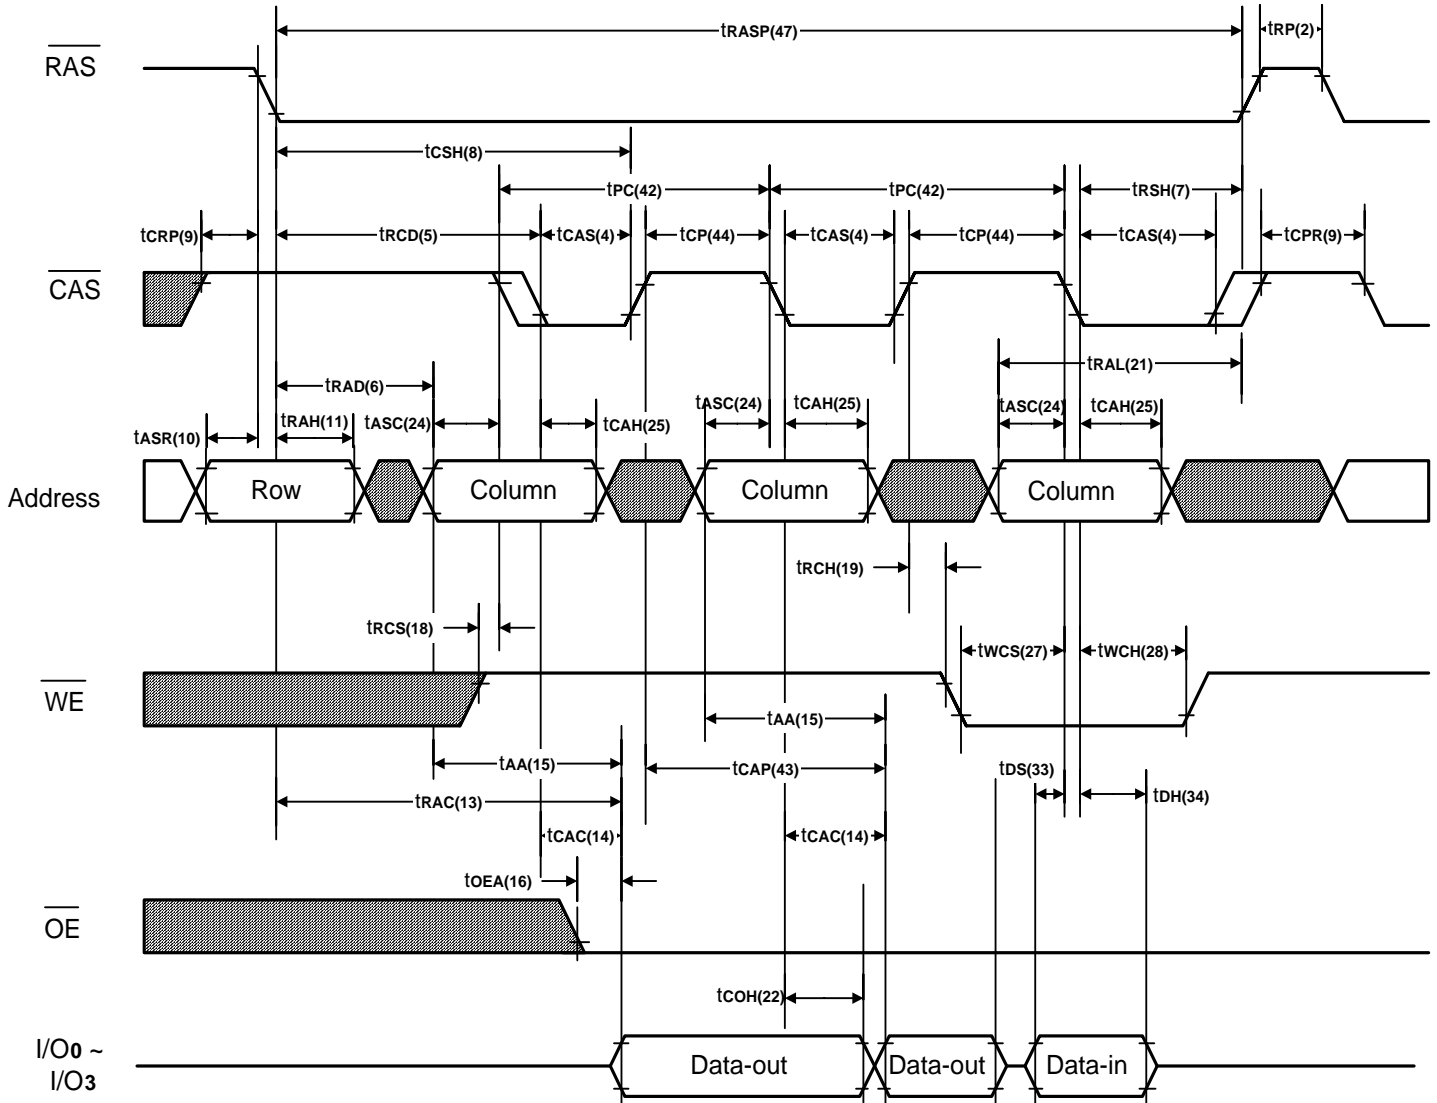 tRASP(47)
tRP(2)
RAS
tCSH(8)
tPC(42)
tPC(42)
tRSH(7)
tCRP(9)
tRCD(5)
tCAS(4)
tCP(44)
tCAS(4)
tCP(44)
tCAS(4)
tCPR(9)
CAS
tRAL(21)
tRAD(6)
tASR(10)
tRAH(11)
tASC(24)
tCAH(25)
tASC(24)
tCAH(25)
tASC(24)
tCAH(25)
Address
Row
Column
Column
Column
tRCH(19)
tRCS(18)
tWCS(27)
tWCH(28)
WE
tAA(15)
tAA(15)
tCAP(43)
tDS(33)
tRAC(13)
tDH(34)
tCAC(14)
tCAC(14)
tOEA(16)
OE
tCOH(22)
I/O0 ~
I/O3
Data-out
Data-out
Data-in